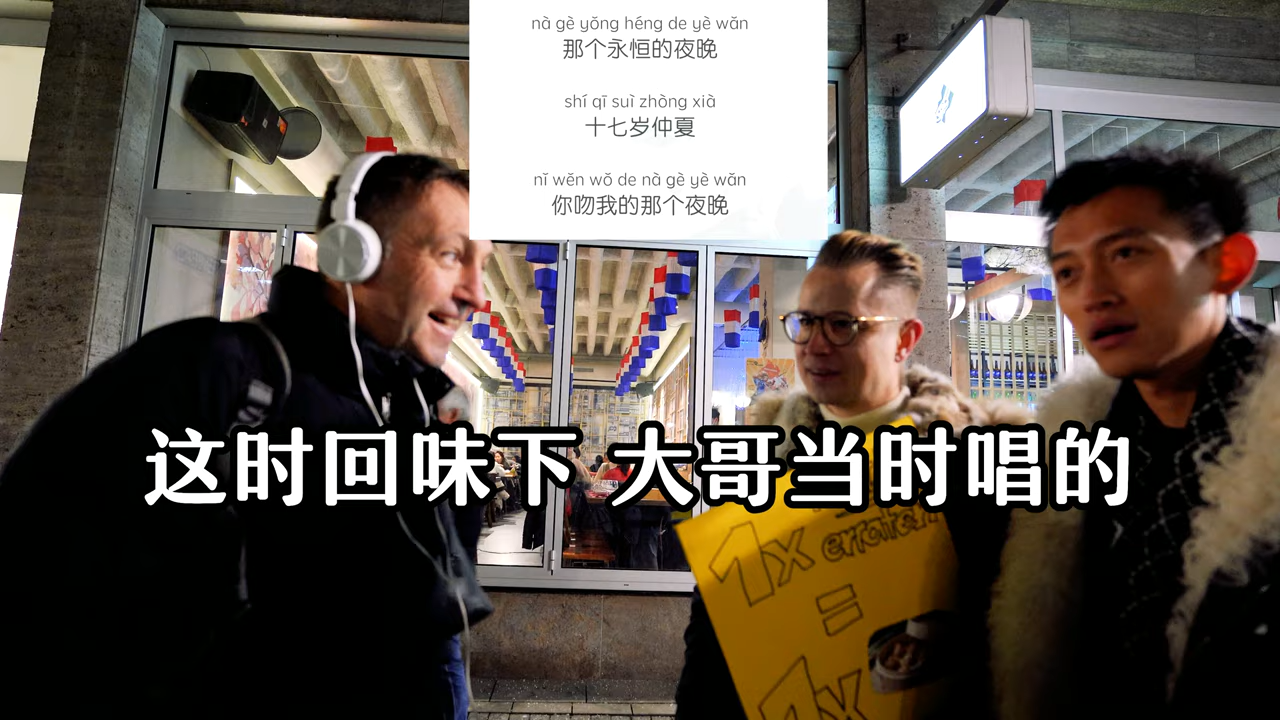 nà gè yǒng héng de yè wǎn
那个永恒的夜晚
shí qī suì zhòng xià
十七岁仲夏
nǐ wěn wǒ de nà gè yè wǎn
你吻我的那个夜晚
这时回味下 大哥当时唱的
1x erraten
=
1x